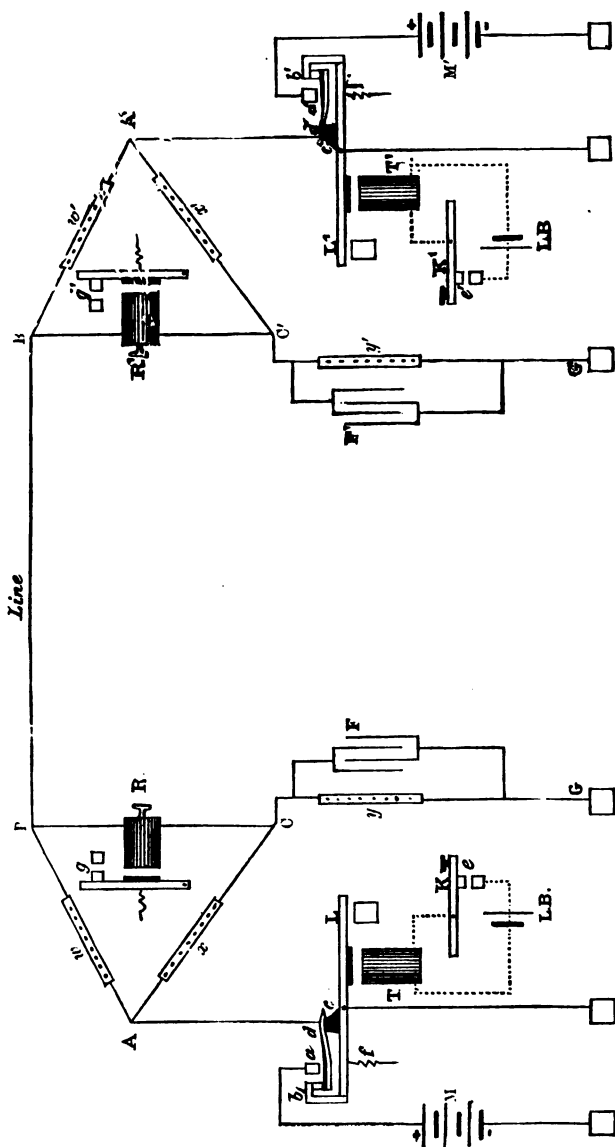 Line
B
w
g
R
A
x
C
w'
g'
R'
A'
x'
C'
F
y
G
F'
y'
G'
b
a
d
c
f
L
T
K
e
L.B.
M
+
-
b'
a'
d'
c'
f'
L'
T'
K'
e'
L.B
M'
+
-